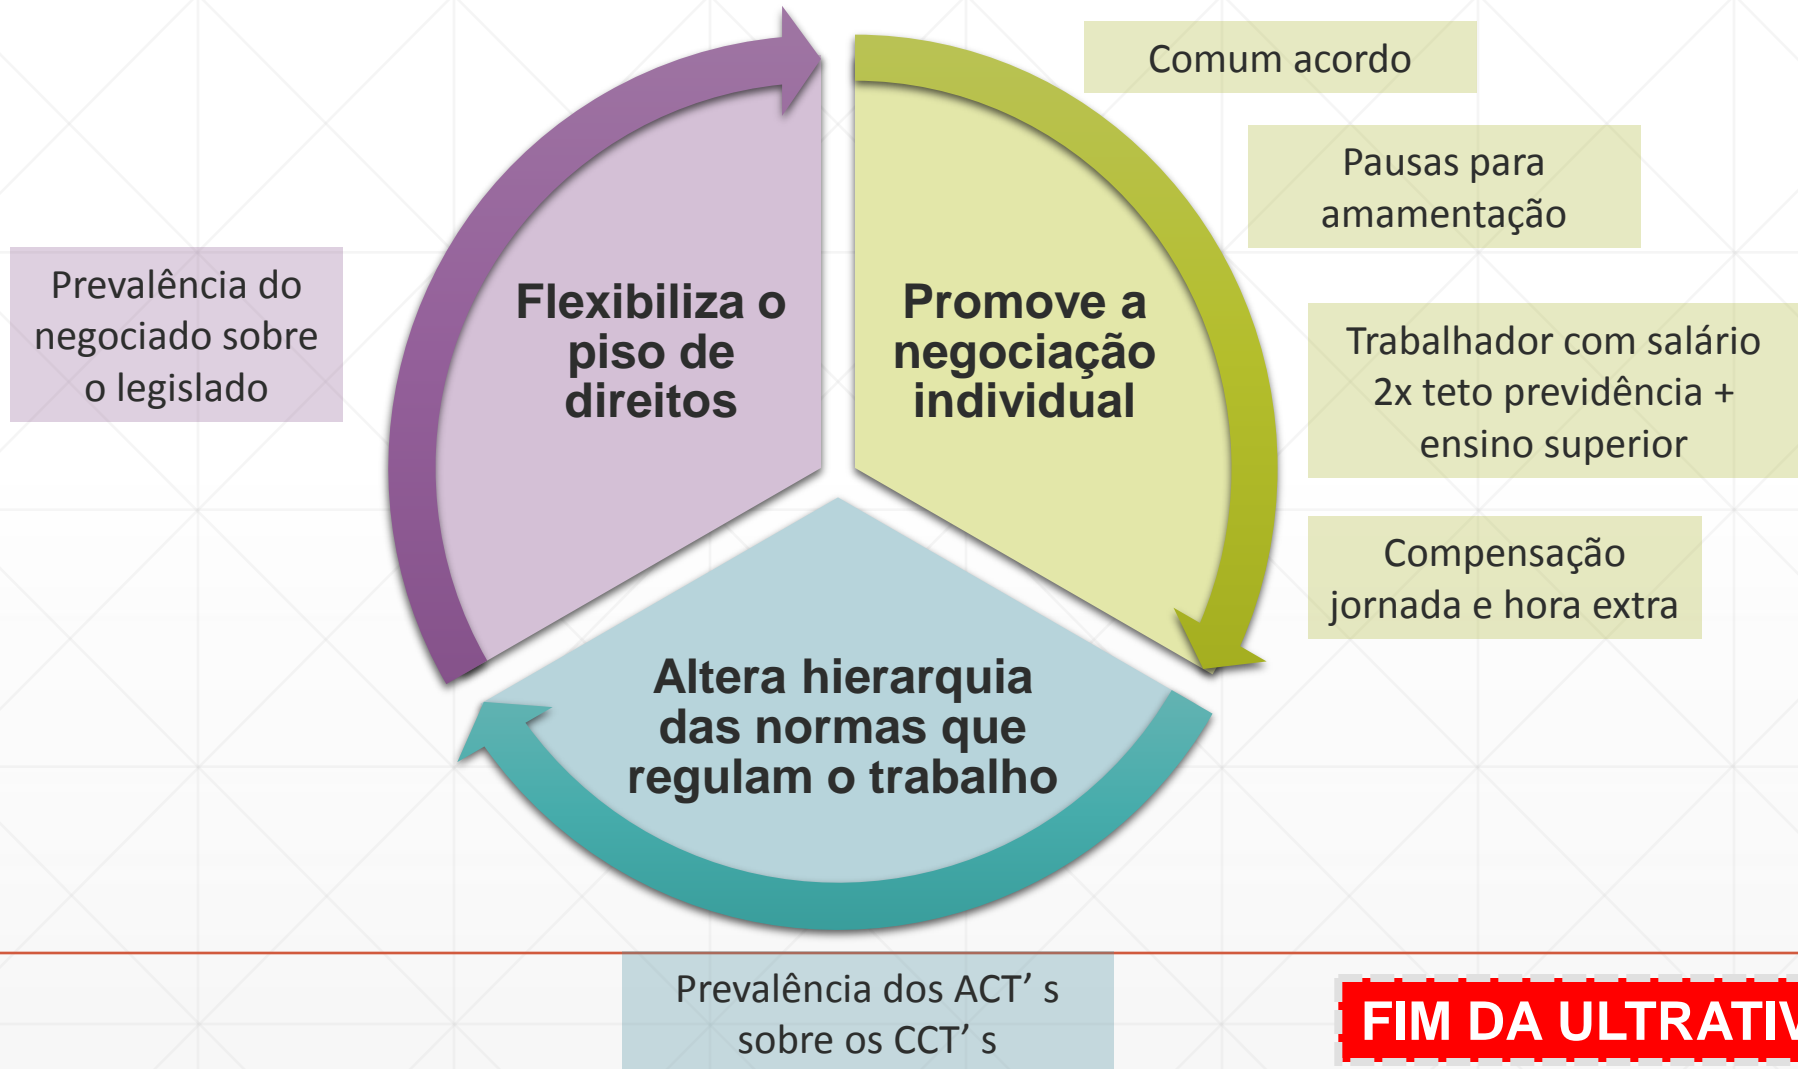 Comum acordo
Pausas para
amamentação
Prevalência do
negociado sobre
o legislado
Flexibiliza o
piso de
direitos
Promove a
negociação
individual
Trabalhador com salário
2x teto previdência +
ensino superior
Compensação
jornada e hora extra
Altera hierarquia
das normas que
regulam o trabalho
Prevalência dos ACT’ s
sobre os CCT’ s
FIM DA